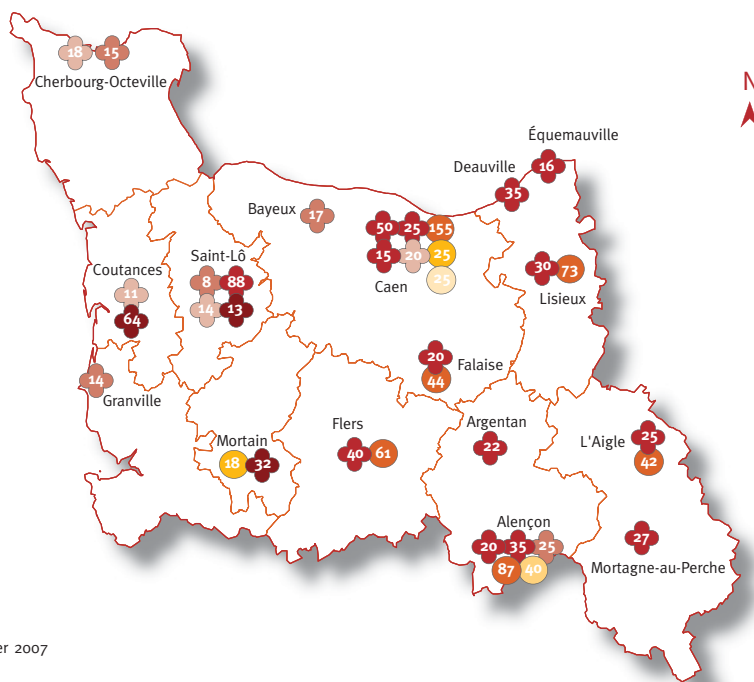 18 15
Cherbourg-Octeville
N
Équemauville
16
Deauville
35
Bayeux
17
50 25 155
15 20 25
25
Caen
Saint-Lô
8 88
14 13
Coutances
11
64
30 73
Lisieux
20
44
Falaise
14
Granville
Mortain
18 32
Flers
40 61
Argentan
22
L'Aigle
25
42
Alençon
20 35 25
87 40
27
Mortagne-au-Perche
er 2007